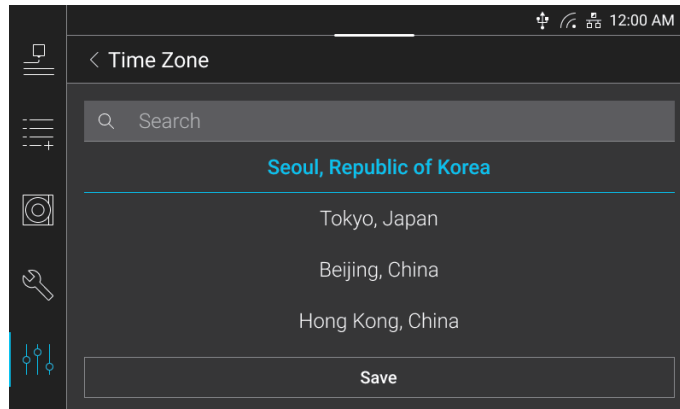 12:00 AM
Time Zone
Search
Seoul, Republic of Korea
Tokyo, Japan
Beijing, China
Hong Kong, China
Save